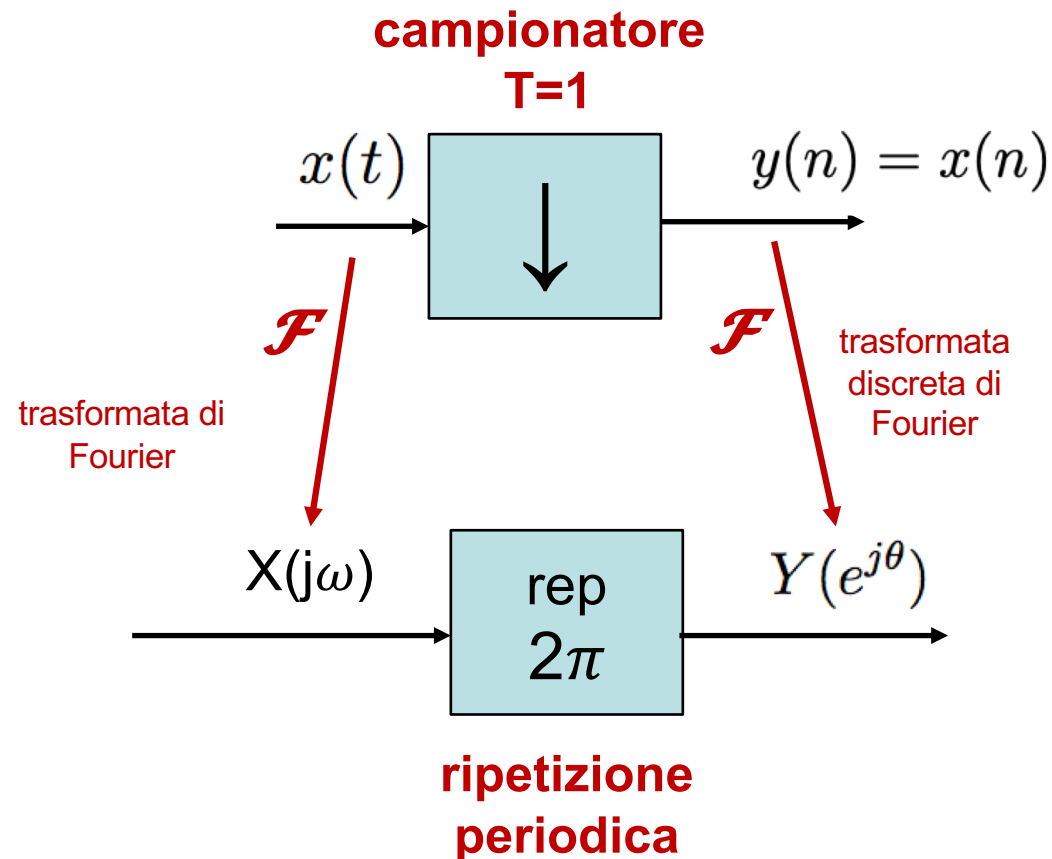 campionatore
T=1
x(t)
y(n) = x(n)
↓
ℱ
ℱ
trasformata
discreta di
Fourier
trasformata di
Fourier
X(jω)
rep
2π
Y(e^{jθ})
ripetizione
periodica